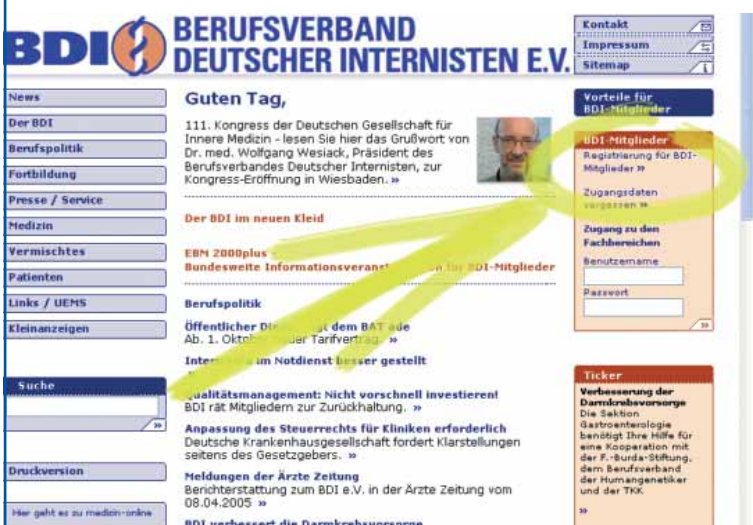 BDI BERUFSVERBAND
DEUTSCHER INTERNISTEN E.V.
Kontakt
Impressum
Sitemap
News
Der BDI
Berufspolitik
Fortbildung
Presse / Service
Medizin
Vermischtes
Patienten
Links / UEMS
Kleinanzeigen
Suche
»
Druckversion
Hier geht es zu medicin-online
Guten Tag,
111. Kongress der Deutschen Gesellschaft für
Innere Medizin - lesen Sie hier das Grußwort von
Dr. med. Wolfgang Wesiack, Präsident des
Berufsverbandes Deutscher Internisten, zur
Kongress-Eröffnung in Wiesbaden. »
Der BDI im neuen Kleid
EBM 2000plus -
Bundesweite für BDI-Mitglieder
Berufspolitik
Öffentlicher dem BAT ade
Ab. 1. Oktober Tarifvertrag. »
im Notdienst besser gestellt
»
Qualitätsmanagement: Nicht vorschnell investieren!
BDI rät Mitgliedern zur Zurückhaltung. »
Anpassung des Steuerrechts für Kliniken erforderlich
Deutsche Krankenhausgesellschaft fordert Klarstellungen
seitens des Gesetzgebers. »
Meldungen der Ärzte Zeitung
Berichterstattung zum BDI e.V. in der Ärzte Zeitung vom
08.04.2005 »
BDI verbessert die Darmkrebsvorsorge
Vorteile für
BDI-Mitglieder
BDI-Mitglieder
Registrierung für BDI-
Mitglieder »
Zugangsdaten
vergessen »
Zugang zu den
Fachbereichen
Benutzername
Passwort
»
Ticker
Verbesserung der
Darmkrebsvorsorge
Die Sektion
Gastroenterologie
benötigt Ihre Hilfe für
eine Kooperation mit
der F.-Burda-Stiftung,
dem Berufsverband
der Humangenetiker
und der TKK
»